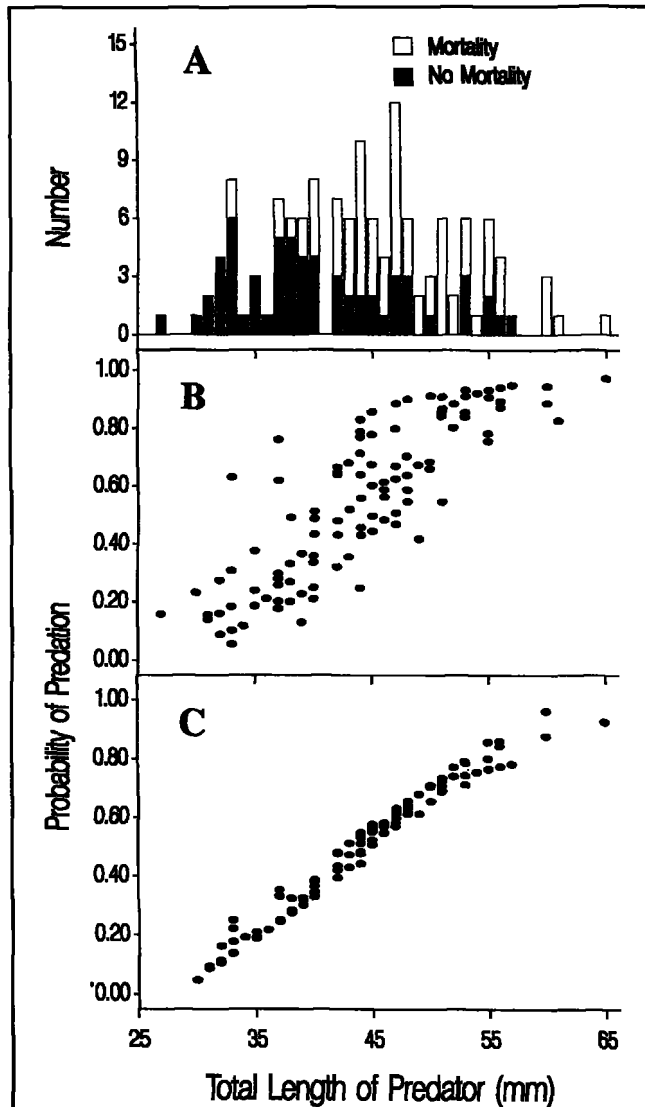 A
Mortality
No Mortality
15
12
9
6
3
0
Number
B
1.00
0.80
0.60
0.40
0.20
0.00
Probability of Predation
C
1.00
0.80
0.60
0.40
0.20
0.00
25 35 45 55 65
Total Length of Predator (mm)